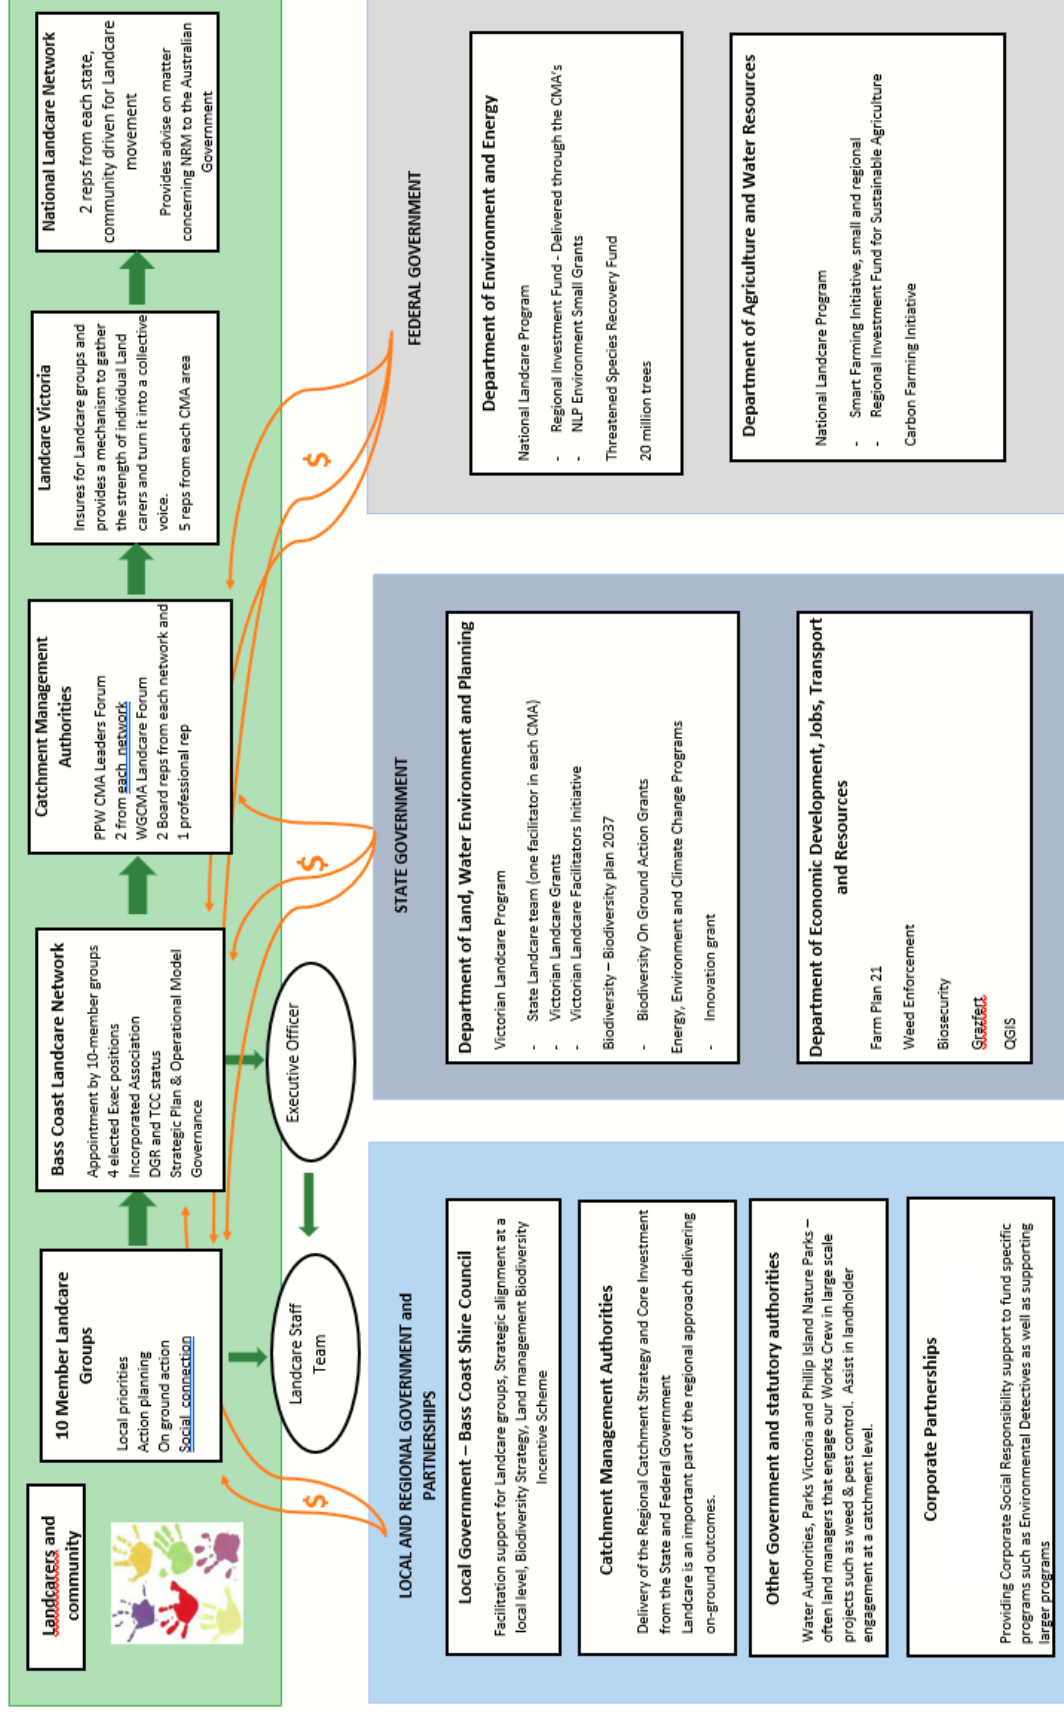 Landcarers and
community
10 Member Landcare
Groups
Local priorities
Action planning
On ground action
Social connection
Bass Coast Landcare Network
Appointment by 10-member groups
4 elected Exec positions
Incorporated Association
DGR and TCC status
Strategic Plan & Operational Model
Governance
Catchment Management
Authorities
PPW CMA Leaders Forum
2 from each network
WGCMA Landcare Forum
2 Board reps from each network and
1 professional rep
Landcare Victoria
Insures for Landcare groups and
provides a mechanism to gather
the strength of individual Land
carers and turn it into a collective
voice.
5 reps from each CMA area
National Landcare Network
2 reps from each state,
community driven for Landcare
movement
Provides advise on matter
concerning NRM to the Australian
Government
Landcare Staff
Team
Executive Officer
$
$
$
LOCAL AND REGIONAL GOVERNMENT and
PARTNERSHIPS
Local Government – Bass Coast Shire Council
Facilitation support for Landcare groups, Strategic alignment at a
local level, Biodiversity Strategy, Land management Biodiversity
Incentive Scheme
Catchment Management Authorities
Delivery of the Regional Catchment Strategy and Core Investment
from the State and Federal Government
Landcare is an important part of the regional approach delivering
on-ground outcomes.
Other Government and statutory authorities
Water Authorities, Parks Victoria and Phillip Island Nature Parks –
often land managers that engage our Works Crew in large scale
projects such as weed & pest control. Assist in landholder
engagement at a catchment level.
Corporate Partnerships
Providing Corporate Social Responsibility support to fund specific
programs such as Environmental Detectives as well as supporting
larger programs
STATE GOVERNMENT
Department of Land, Water Environment and Planning
Victorian Landcare Program
- State Landcare team (one facilitator in each CMA)
- Victorian Landcare Grants
- Victorian Landcare Facilitators Initiative
Biodiversity – Biodiversity plan 2037
- Biodiversity On Ground Action Grants
Energy, Environment and Climate Change Programs
- Innovation grant
Department of Economic Development, Jobs, Transport
and Resources
Farm Plan 21
Weed Enforcement
Biosecurity
Grazfert
QGIS
FEDERAL GOVERNMENT
Department of Environment and Energy
National Landcare Program
- Regional Investment Fund - Delivered through the CMA's
- NLP Environment Small Grants
Threatened Species Recovery Fund
20 million trees
Department of Agriculture and Water Resources
National Landcare Program
- Smart Farming Initiative, small and regional
- Regional Investment Fund for Sustainable Agriculture
Carbon Farming Initiative